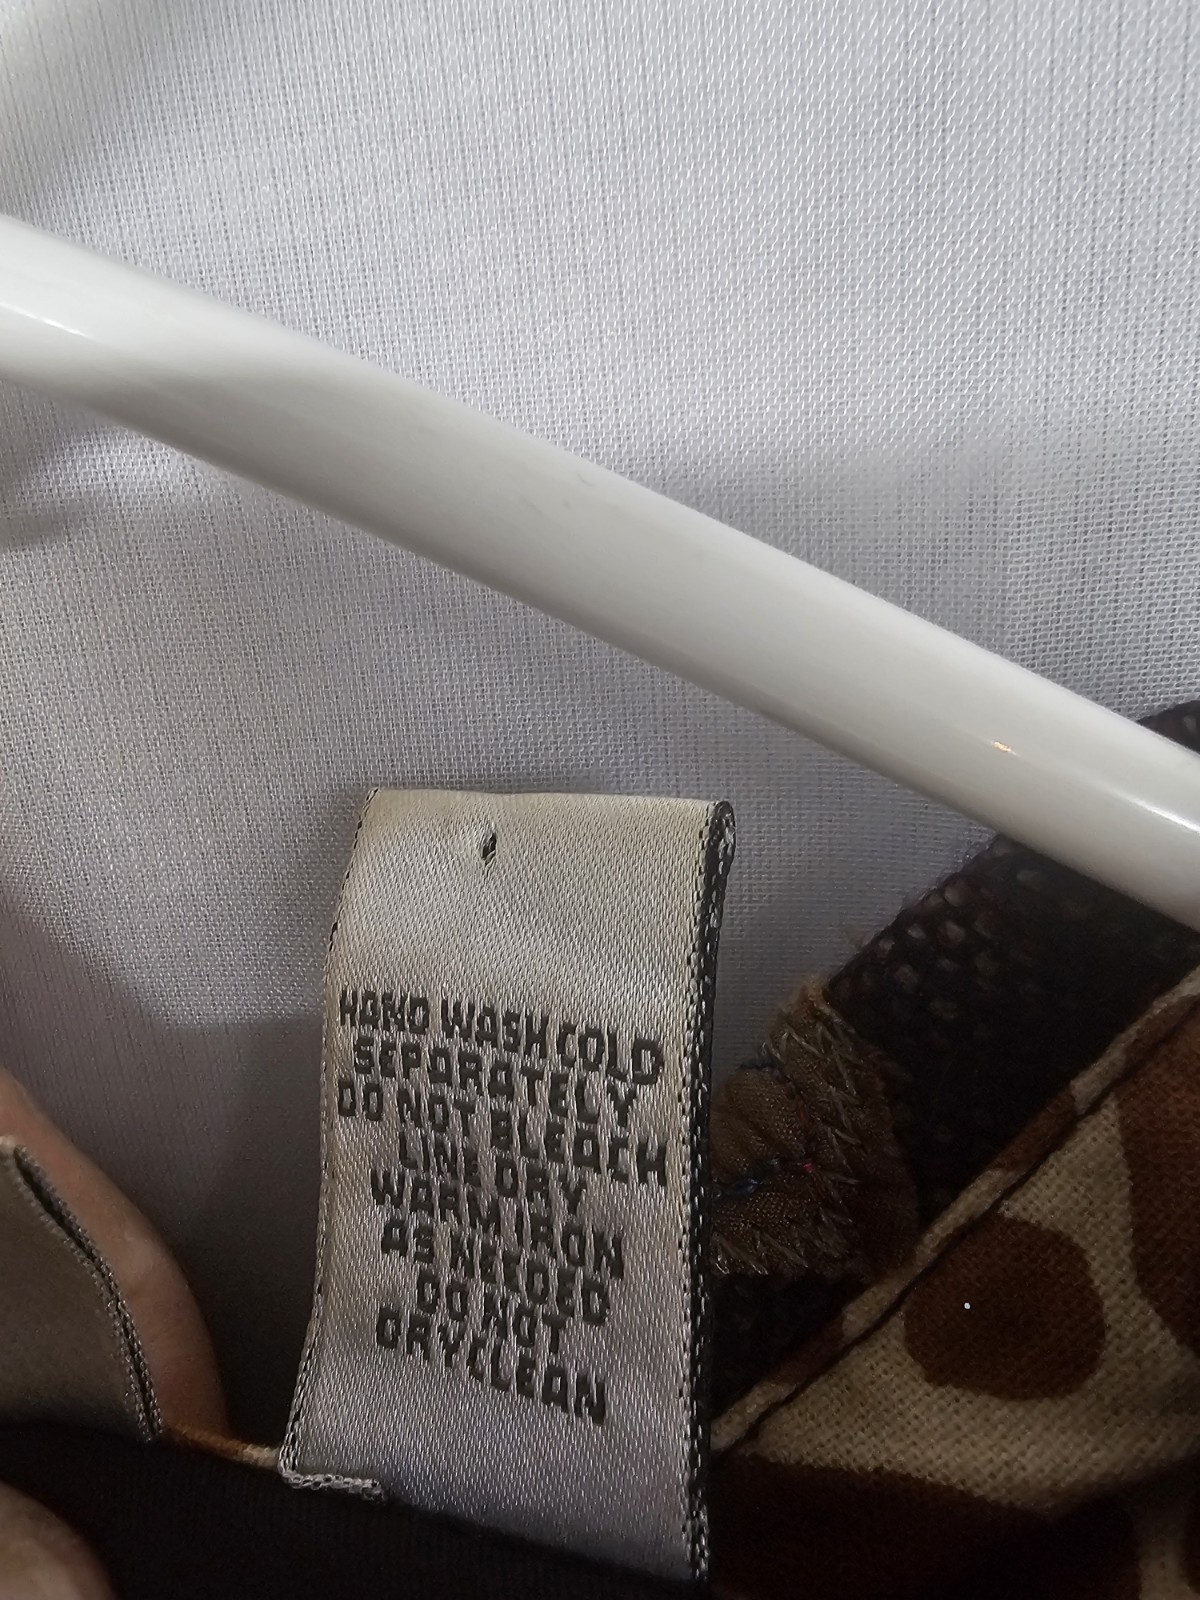 HAND WASH COLD
SEPARATELY
DO NOT BLEACH
LINE DRY
WARM IRON
AS NEEDED
DO NOT
DRYCLEAN